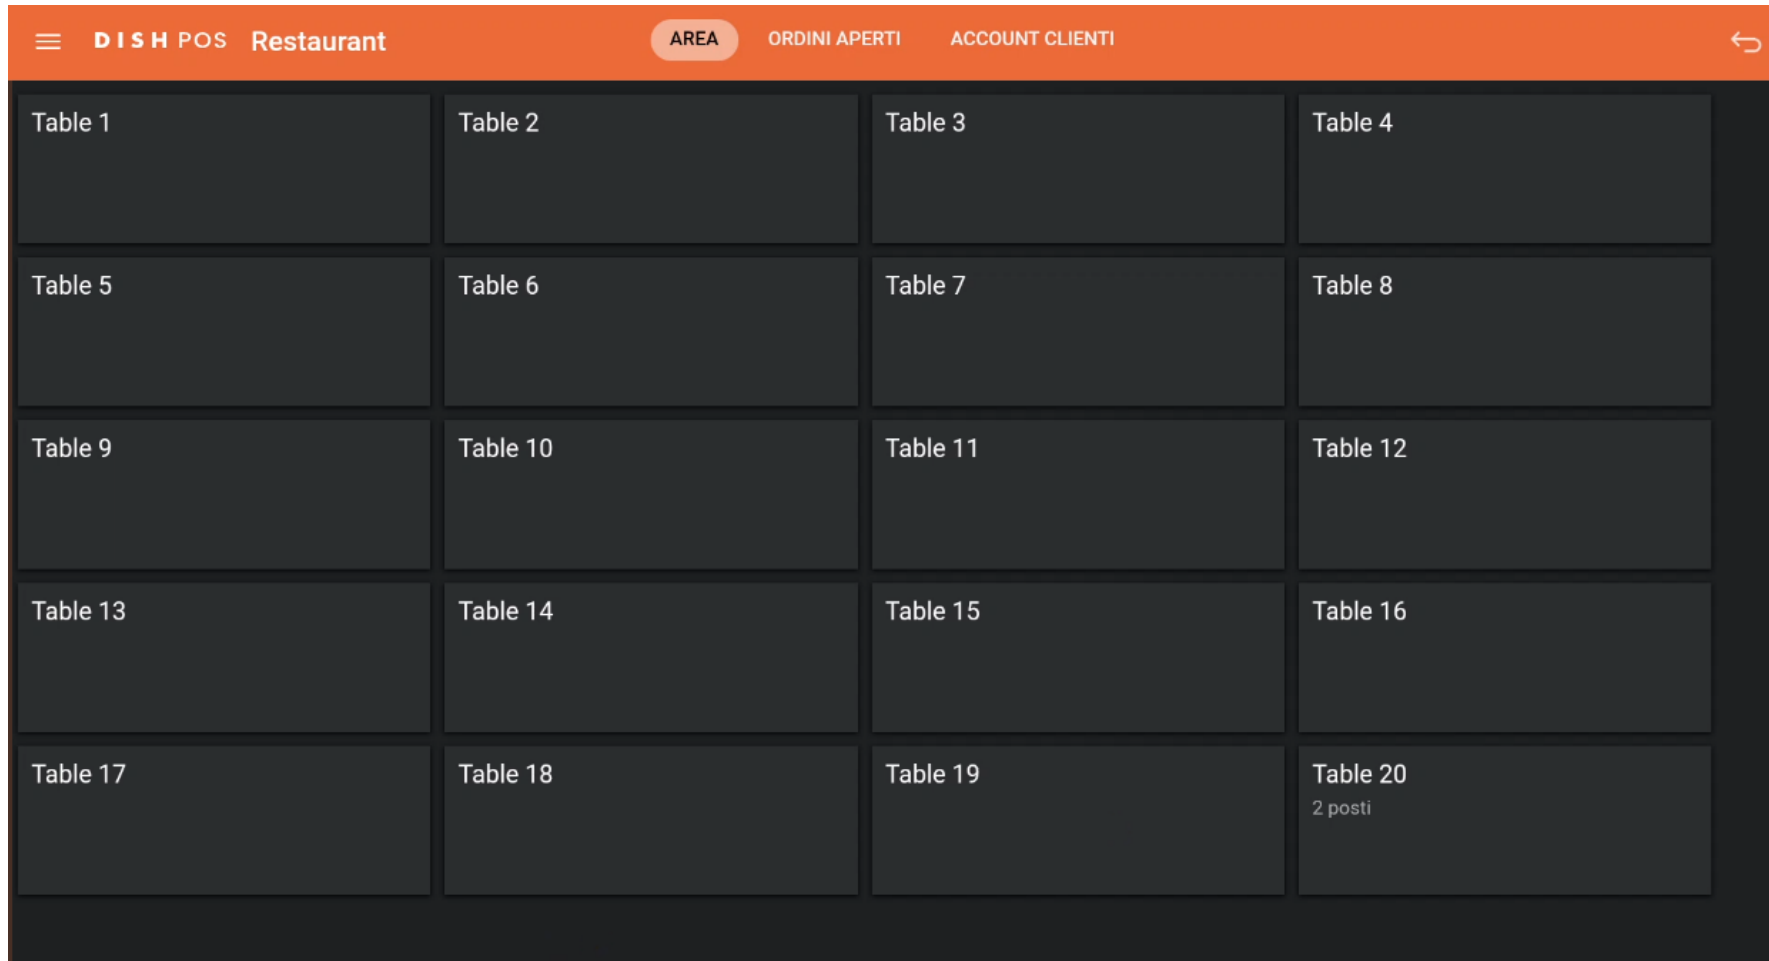 DISH POS Restaurant AREA ORDINI APERTI ACCOUNT CLIENTI
Table 1 Table 2 Table 3 Table 4
Table 5 Table 6 Table 7 Table 8
Table 9 Table 10 Table 11 Table 12
Table 13 Table 14 Table 15 Table 16
Table 17 Table 18 Table 19 Table 20
2 posti